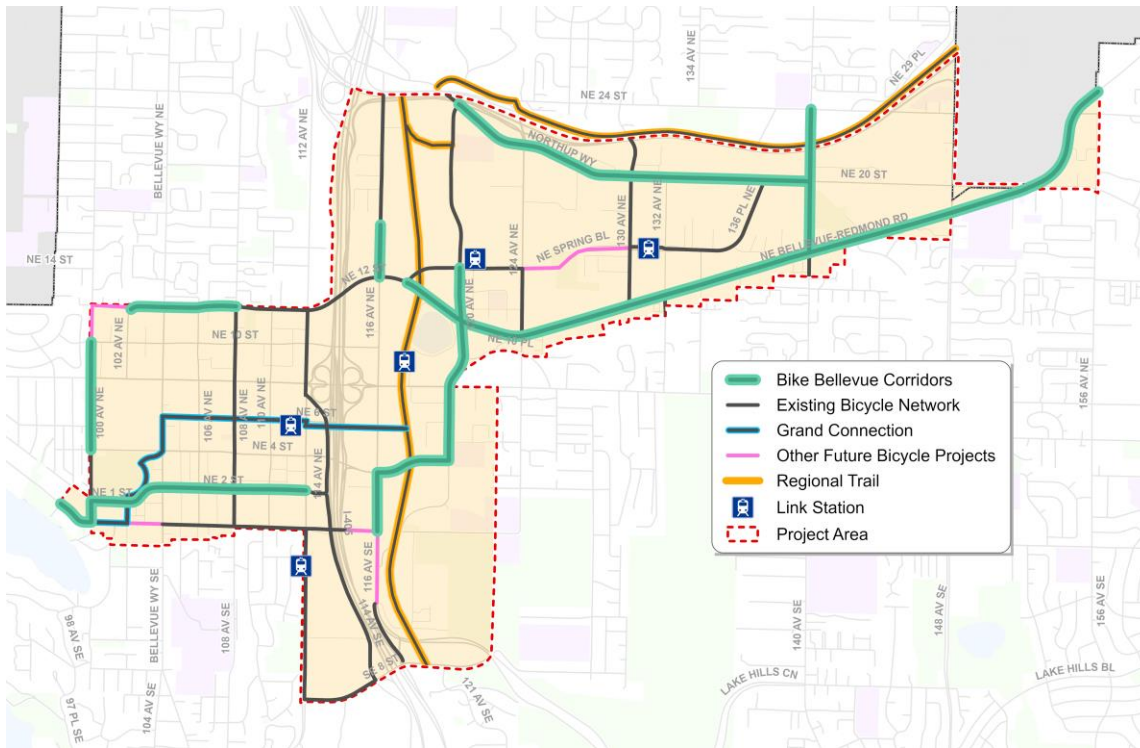 NE 29 PL
134 AV NE
NE 24 ST
BELLEVUE WY NE
112 AV NE
NORTHUP WY
NE 20 ST
130 AV NE
132 AV NE
136 PL NE
NE BELLEVUE-REDMOND RD
124 AV NE
NE SPRING BL
NE 14 ST
NE 12 ST
116 AV NE
102 AV NE
NE 10 ST
100 AV NE
106 AV NE
108 AV NE
110 AV NE
NE 6 ST
NE 4 ST
NE 2 ST
NE 1 ST
I-405
116 AV SE
114 AV SE
SE 8 ST
121 AV SE
BELLEVUE WY SE
108 AV SE
98 AV SE
97 PL SE
104 AV SE
140 AV SE
148 AV SE
156 AV NE
156 AV SE
LAKE HILLS CN
LAKE HILLS BL
Bike Bellevue Corridors
Existing Bicycle Network
Grand Connection
Other Future Bicycle Projects
Regional Trail
Link Station
Project Area